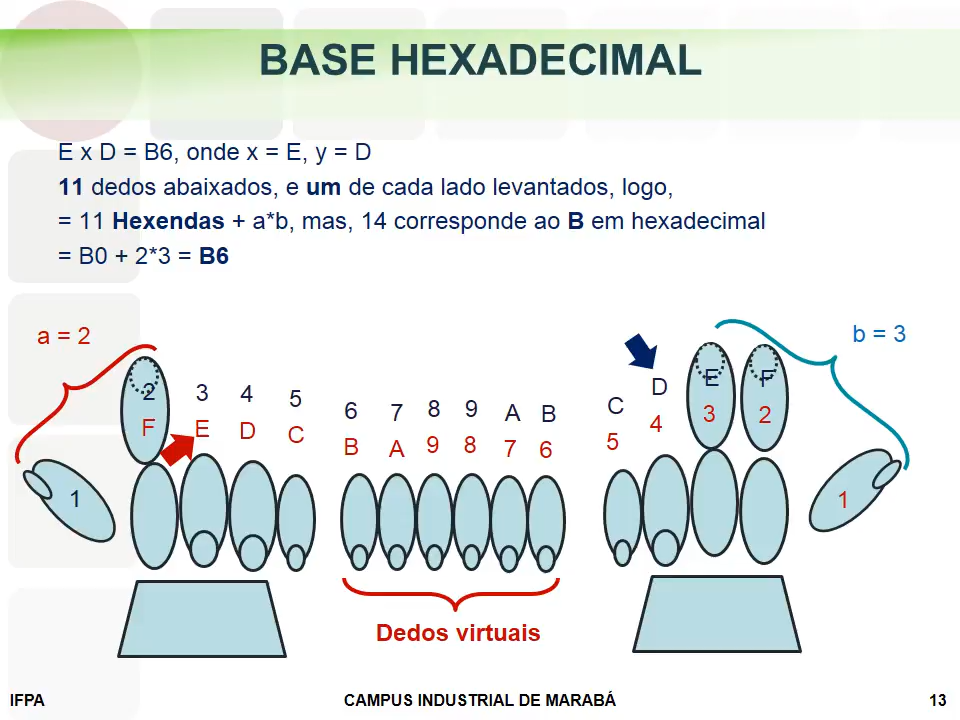 BASE HEXADECIMAL
E x D = B6, onde x = E, y = D
11 dedos abaixados, e um de cada lado levantados, logo,
= 11 Hexendas + a*b, mas, 14 corresponde ao B em hexadecimal
= B0 + 2*3 = B6
a = 2
b = 3
2 3 4 5 6 7 8 9 A B C D E F
F E D C B A 9 8 7 6 5 4 3 2
1
1
Dedos virtuais
IFPA
CAMPUS INDUSTRIAL DE MARABÁ
13